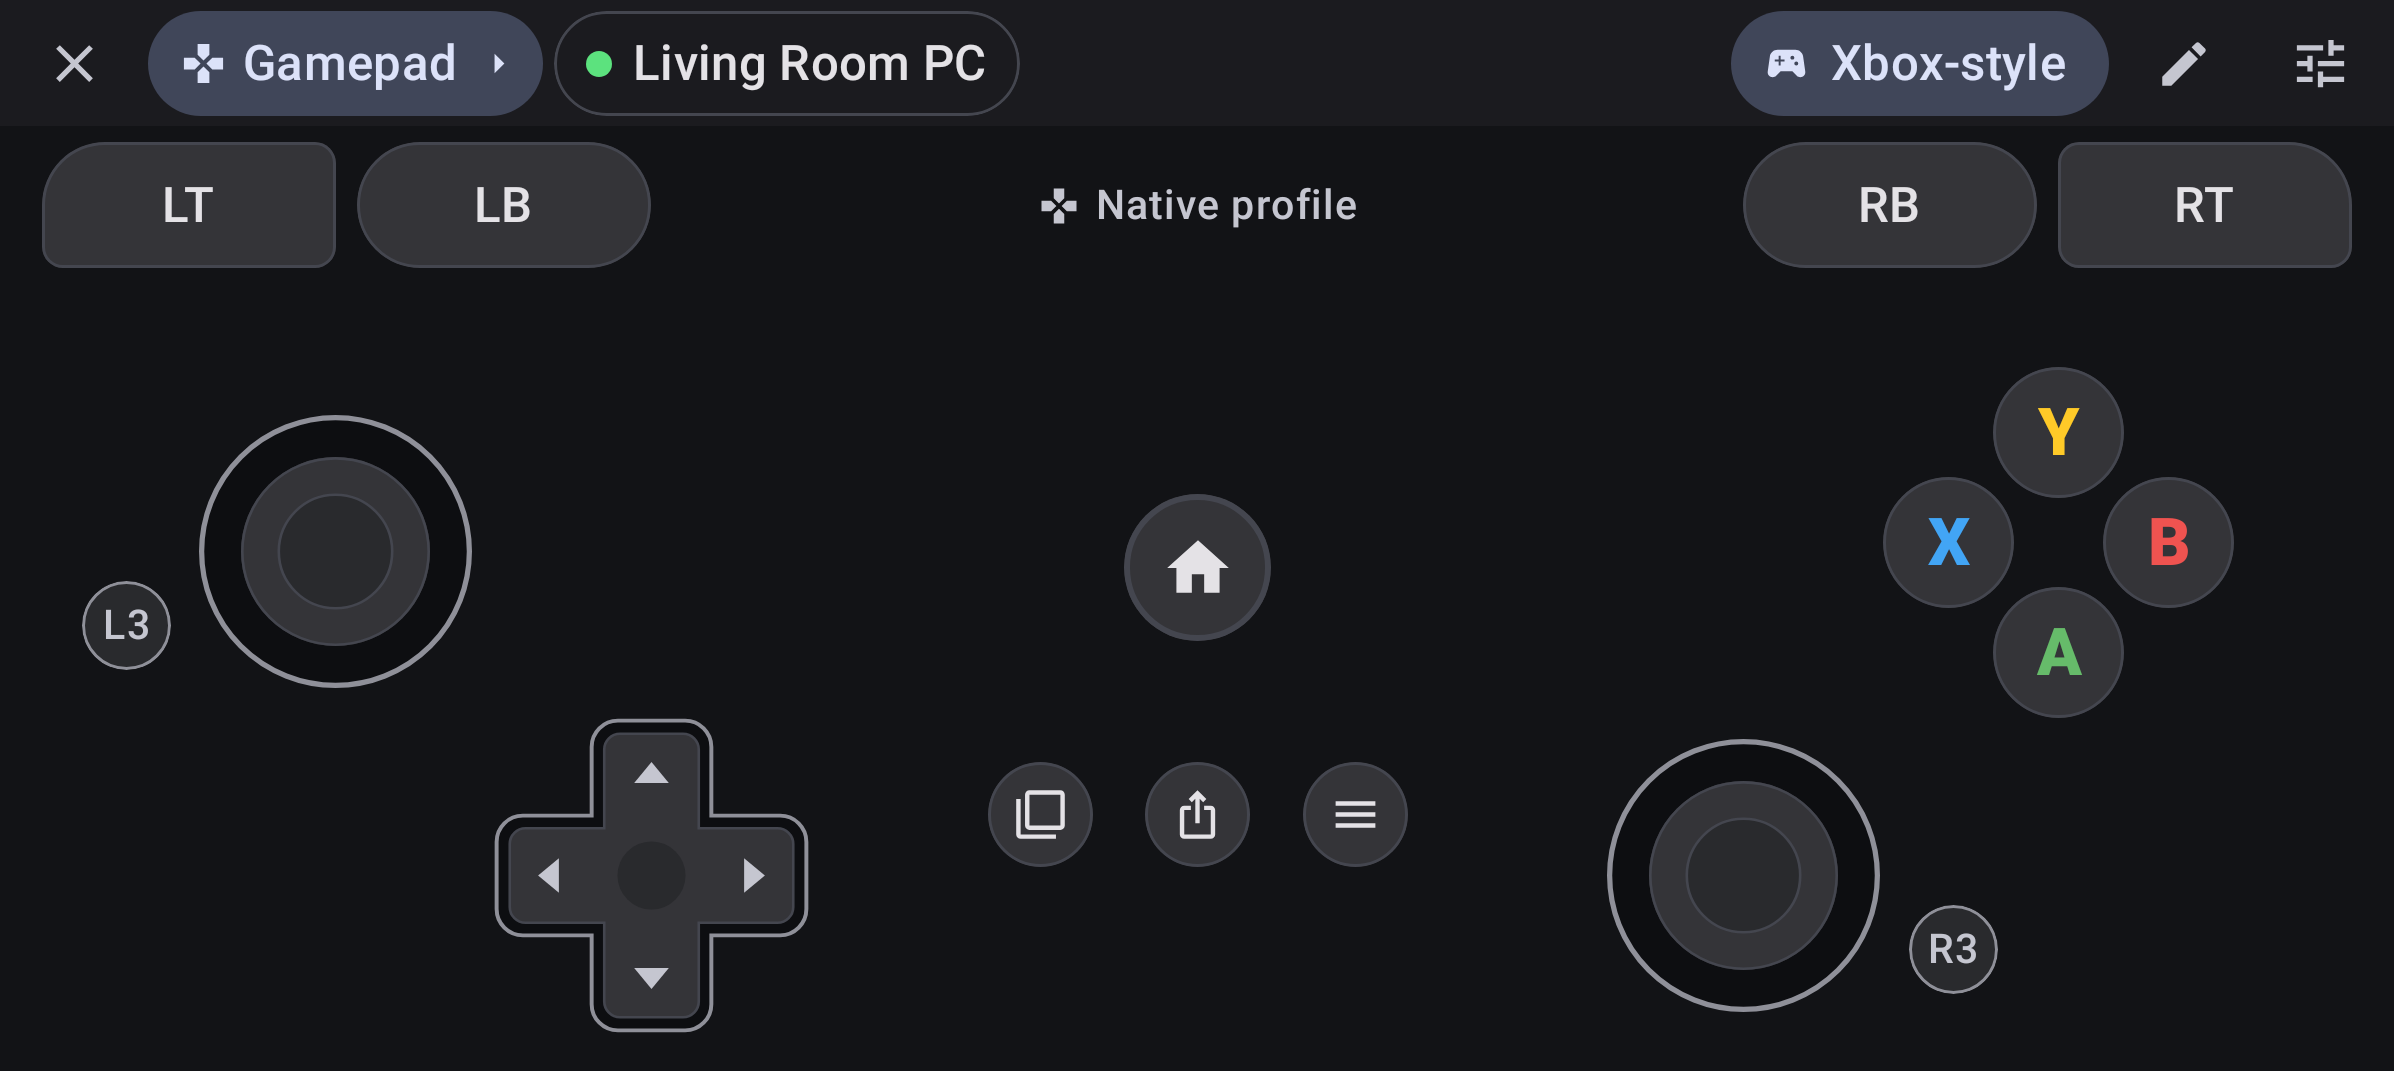 Gamepad
Living Room PC
Xbox-style
LT
LB
Native profile
RB
RT
Y
X
B
L3
A
R3